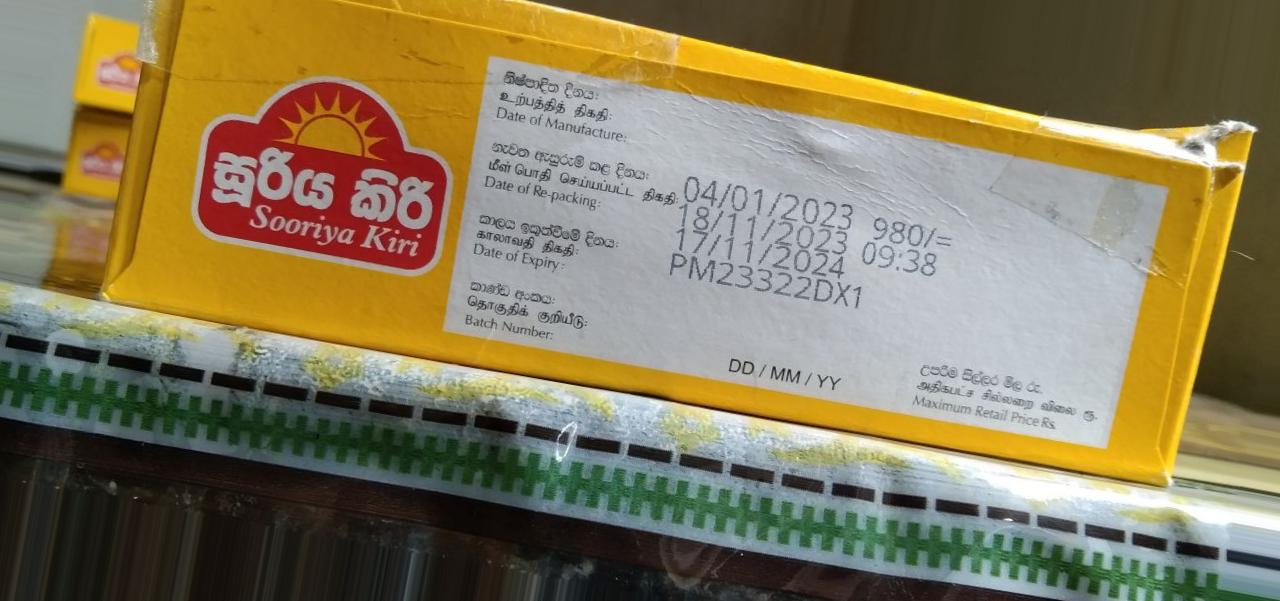 සූරිය කිරි
Sooriya Kiri
නිෂ්පාදිත දිනය:
உற்பத்தித் திகதி:
Date of Manufacture:
නැවත ඇසුරුම් කළ දිනය:
மீள் பொதி செய்யப்பட்ட திகதி:
Date of Re-packing:
කාලය ඉකුත්වීමේ දිනය:
காலாவதி திகதி:
Date of Expiry:
කාණ්ඩ අංකය:
தொகுதிக் குறியீடு:
Batch Number:
04/01/2023 980/=
18/11/2023 09:38
17/11/2024
PM23322DX1
DD / MM / YY
උපරිම සිල්ලර මිල රු.
அதிகபட்ச சில்லறை விலை ரூ.
Maximum Retail Price Rs.